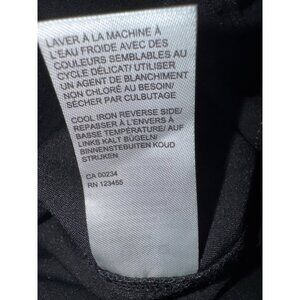 LAVER À LA MACHINE À
L'EAU FROIDE AVEC DES
COULEURS SEMBLABLES AU
CYCLE DÉLICAT/ UTILISER
UN AGENT DE BLANCHIMENT
NON CHLORÉ AU BESOIN/
SÉCHER PAR CULBUTAGE
COOL IRON REVERSE SIDE/
REPASSER À L'ENVERS À
BASSE TEMPÉRATURE/ AUF
LINKS KALT BÜGELN/
BINNENSTEBUITEN KOUD
STRIJKEN
CA 00234
RN 123455